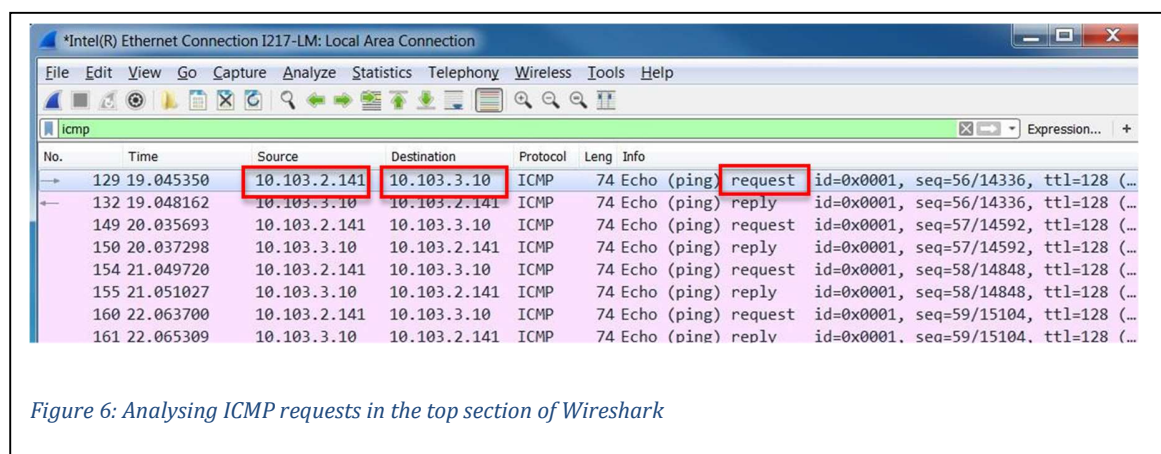 *Intel(R) Ethernet Connection I217-LM: Local Area Connection
File Edit View Go Capture Analyze Statistics Telephony Wireless Tools Help
icmp Expression... +
No. Time Source Destination Protocol Leng Info
129 19.045350 10.103.2.141 10.103.3.10 ICMP 74 Echo (ping) request id=0x0001, seq=56/14336, ttl=128 (…
132 19.048162 10.103.3.10 10.103.2.141 ICMP 74 Echo (ping) reply id=0x0001, seq=56/14336, ttl=128 (…
149 20.035693 10.103.2.141 10.103.3.10 ICMP 74 Echo (ping) request id=0x0001, seq=57/14592, ttl=128 (…
150 20.037298 10.103.3.10 10.103.2.141 ICMP 74 Echo (ping) reply id=0x0001, seq=57/14592, ttl=128 (…
154 21.049720 10.103.2.141 10.103.3.10 ICMP 74 Echo (ping) request id=0x0001, seq=58/14848, ttl=128 (…
155 21.051027 10.103.3.10 10.103.2.141 ICMP 74 Echo (ping) reply id=0x0001, seq=58/14848, ttl=128 (…
160 22.063700 10.103.2.141 10.103.3.10 ICMP 74 Echo (ping) request id=0x0001, seq=59/15104, ttl=128 (…
161 22.065309 10.103.3.10 10.103.2.141 ICMP 74 Echo (ping) reply id=0x0001, seq=59/15104, ttl=128 (…
Figure 6: Analysing ICMP requests in the top section of Wireshark